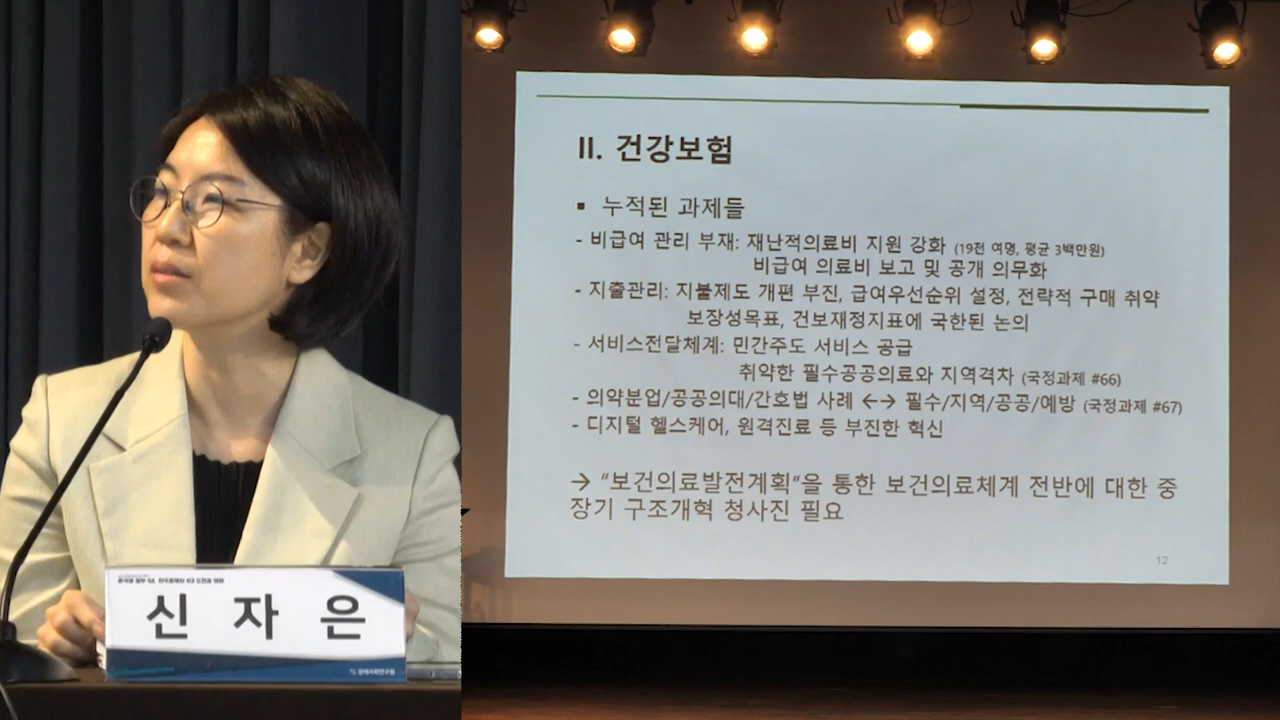 신 자 은
경제사회연구원
II. 건강보험
▪ 누적된 과제들
- 비급여 관리 부재: 재난적의료비 지원 강화 (19천 여명, 평균 3백만원)
비급여 의료비 보고 및 공개 의무화
- 지출관리: 지불제도 개편 부진, 급여우선순위 설정, 전략적 구매 취약
보장성목표, 건보재정지표에 국한된 논의
- 서비스전달체계: 민간주도 서비스 공급
취약한 필수공공의료와 지역격차 (국정과제 #66)
- 의약분업/공공의대/간호법 사례 ←→ 필수/지역/공공/예방 (국정과제 #67)
- 디지털 헬스케어, 원격진료 등 부진한 혁신
→ “보건의료발전계획”을 통한 보건의료체계 전반에 대한 중
장기 구조개혁 청사진 필요
12